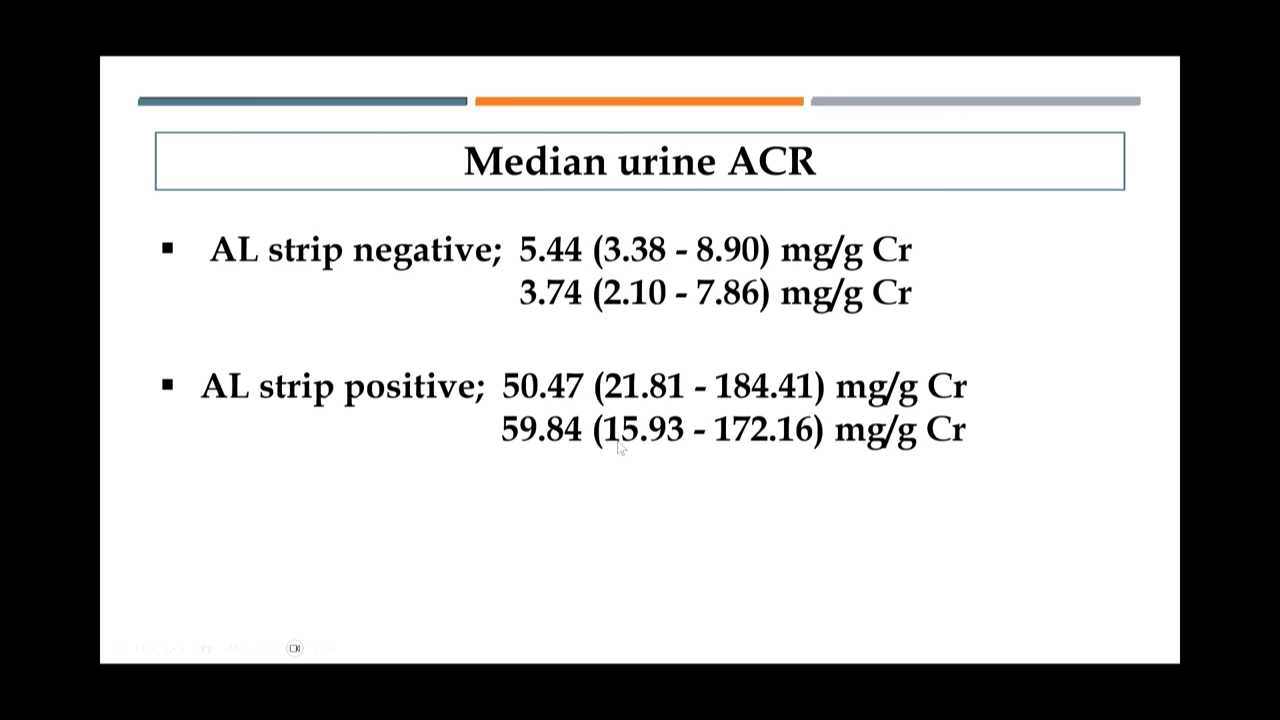 Median urine ACR
▪ AL strip negative; 5.44 (3.38 - 8.90) mg/g Cr
3.74 (2.10 - 7.86) mg/g Cr
▪ AL strip positive; 50.47 (21.81 - 184.41) mg/g Cr
59.84 (15.93 - 172.16) mg/g Cr